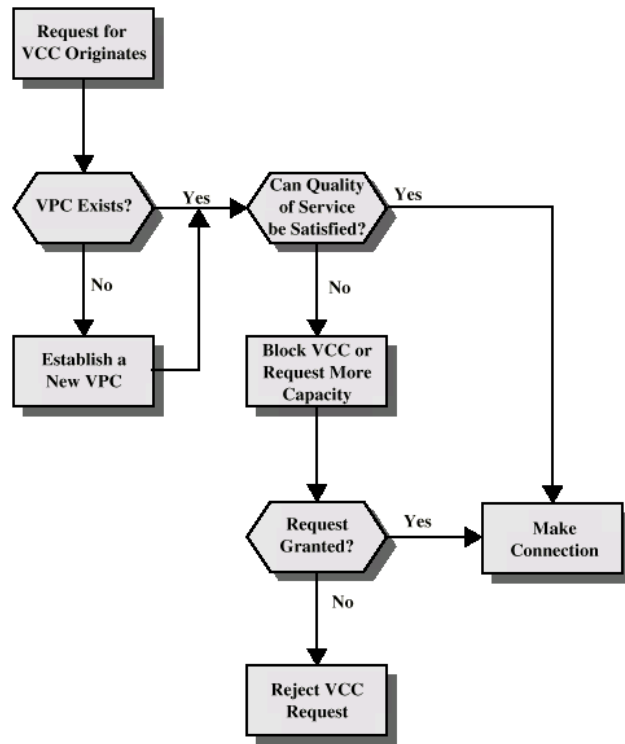 Request for
VCC Originates
VPC Exists?
Yes
Can Quality
of Service
be Satisfied?
Yes
No
No
Establish a
New VPC
Block VCC or
Request More
Capacity
Request
Granted?
Yes
Make
Connection
No
Reject VCC
Request